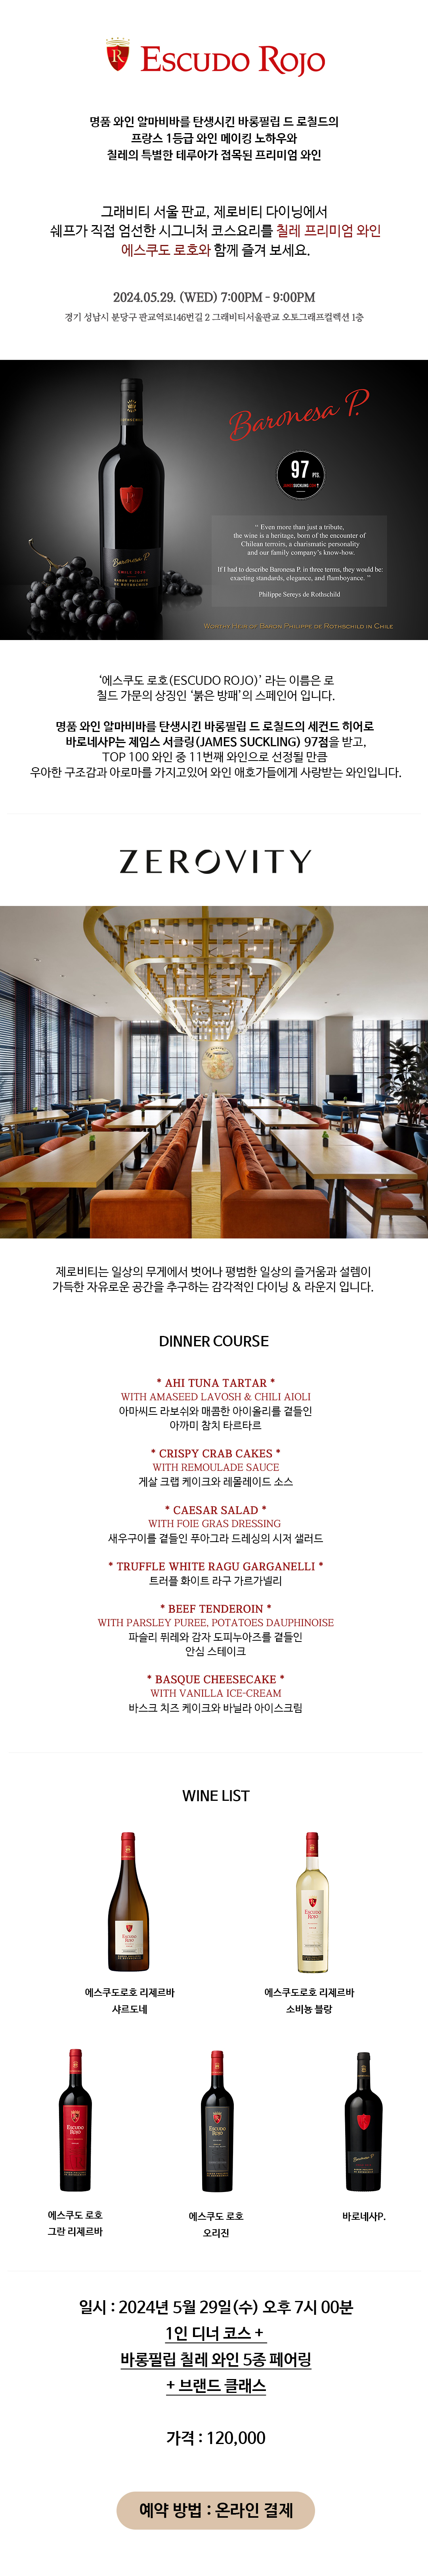 R
ESCUDO ROJO
명품 와인 알마비바를 탄생시킨 바롱필립 드 로칠드의
프랑스 1등급 와인 메이킹 노하우와
칠레의 특별한 테루아가 접목된 프리미엄 와인
그래비티 서울 판교, 제로비티 다이닝에서
쉐프가 직접 엄선한 시그니처 코스요리를 칠레 프리미엄 와인
에스쿠도 로호와 함께 즐겨 보세요.
2024.05.29. (WED) 7:00PM - 9:00PM
경기 성남시 분당구 판교역로146번길 2 그래비티서울판교 오토그래프컬렉션 1층
Baronesa P.
97 PTS.
JAMESSUCKLING.COM
Baronesa P.
BARON PHILIPPE
DE ROTHSCHILD
“ Even more than just a tribute,
the wine is a heritage, born of the encounter of
Chilean terroirs, a charismatic personality
and our family company’s know-how.
If I had to describe Baronesa P. in three terms, they would be:
exacting standards, elegance, and flamboyance. ”
Philippe Sereys de Rothschild
WORTHY HEIR OF BARON PHILIPPE DE ROTHSCHILD IN CHILE
‘에스쿠도 로호(ESCUDO ROJO)’ 라는 이름은 로
칠드 가문의 상징인 ‘붉은 방패’의 스페인어 입니다.
명품 와인 알마비바를 탄생시킨 바롱필립 드 로칠드의 세컨드 히어로
바로네사P는 제임스 서클링(JAMES SUCKLING) 97점을 받고,
TOP 100 와인 중 11번째 와인으로 선정될 만큼
우아한 구조감과 아로마를 가지고있어 와인 애호가들에게 사랑받는 와인입니다.
ZEROVITY
제로비티는 일상의 무게에서 벗어나 평범한 일상의 즐거움과 설렘이
가득한 자유로운 공간을 추구하는 감각적인 다이닝 & 라운지 입니다.
DINNER COURSE
* AHI TUNA TARTAR *
WITH AMASEED LAVOSH & CHILI AIOLI
아마씨드 라보쉬와 매콤한 아이올리를 곁들인
아까미 참치 타르타르
* CRISPY CRAB CAKES *
WITH REMOULADE SAUCE
게살 크랩 케이크와 레몰레이드 소스
* CAESAR SALAD *
WITH FOIE GRAS DRESSING
새우구이를 곁들인 푸아그라 드레싱의 시저 샐러드
* TRUFFLE WHITE RAGU GARGANELLI *
트러플 화이트 라구 가르가넬리
* BEEF TENDEROIN *
WITH PARSLEY PUREE, POTATOES DAUPHINOISE
파슬리 퓌레와 감자 도피누아즈를 곁들인
안심 스테이크
* BASQUE CHEESECAKE *
WITH VANILLA ICE-CREAM
바스크 치즈 케이크와 바닐라 아이스크림
WINE LIST
ESCUDO ROJO
ESCUDO ROJO
에스쿠도로호 리제르바
샤르도네
에스쿠도로호 리제르바
소비뇽 블랑
ESCUDO ROJO
ESCUDO ROJO
Baronesa P.
에스쿠도 로호
그란 리제르바
에스쿠도 로호
오리진
바로네사P.
일시 : 2024년 5월 29일(수) 오후 7시 00분
1인 디너 코스 +
바롱필립 칠레 와인 5종 페어링
+ 브랜드 클래스
가격 : 120,000
예약 방법 : 온라인 결제